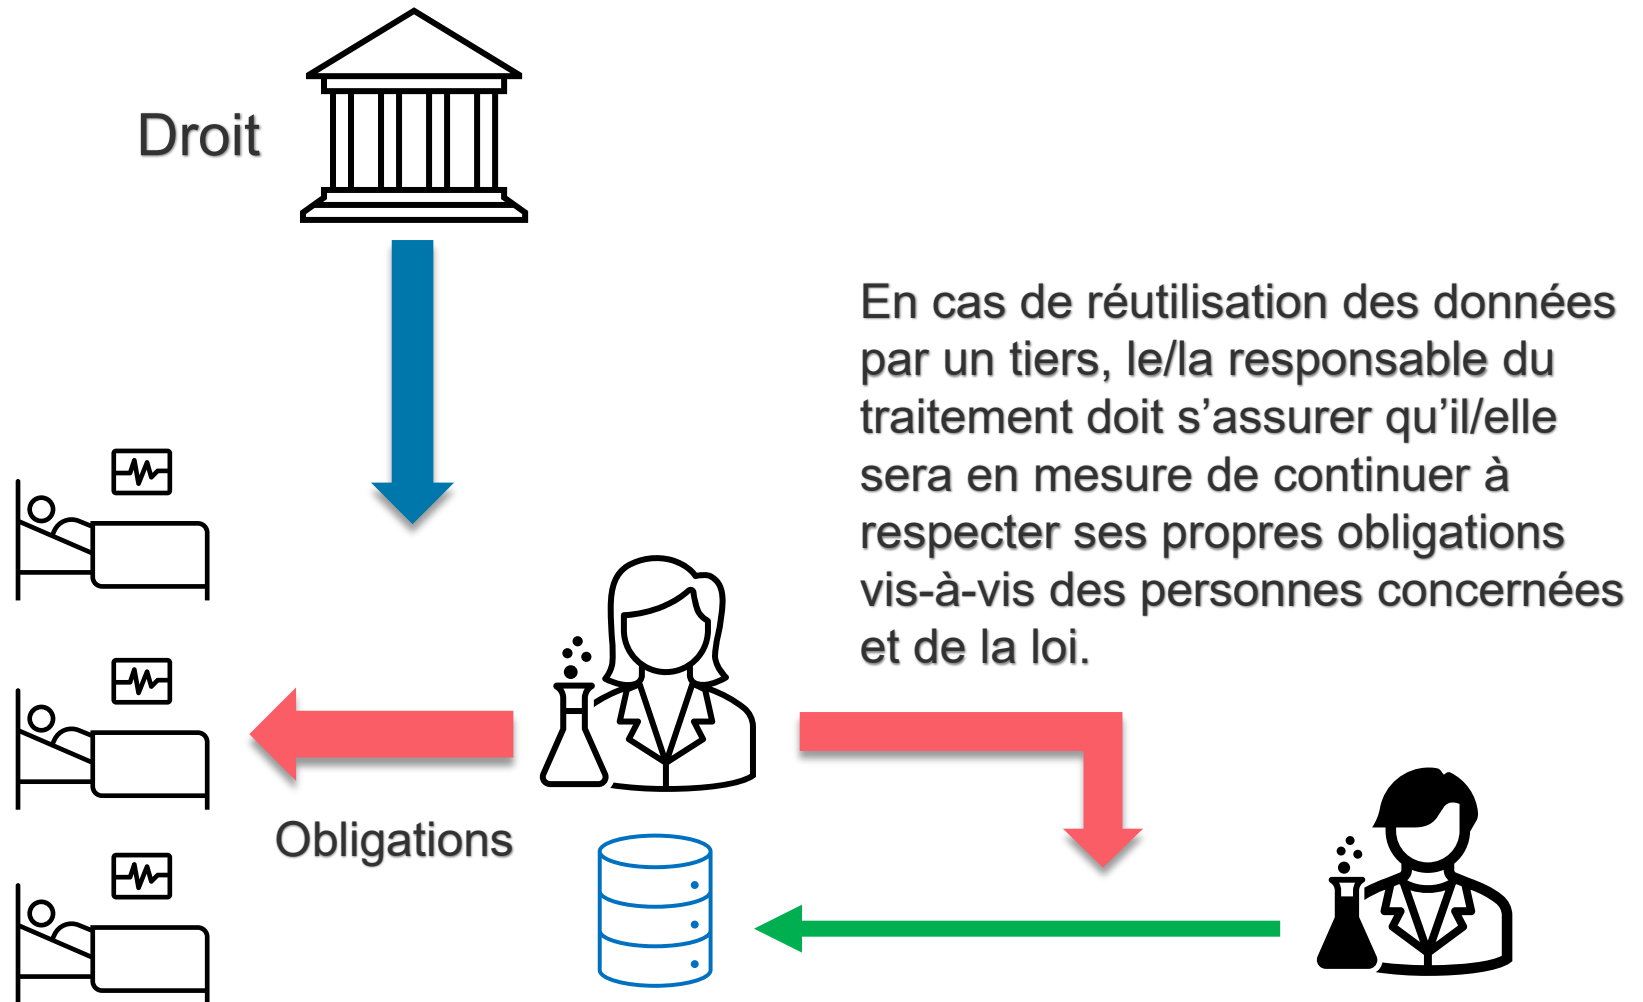 Droit
En cas de réutilisation des données
par un tiers, le/la responsable du
traitement doit s’assurer qu’il/elle
sera en mesure de continuer à
respecter ses propres obligations
vis-à-vis des personnes concernées
et de la loi.
Obligations